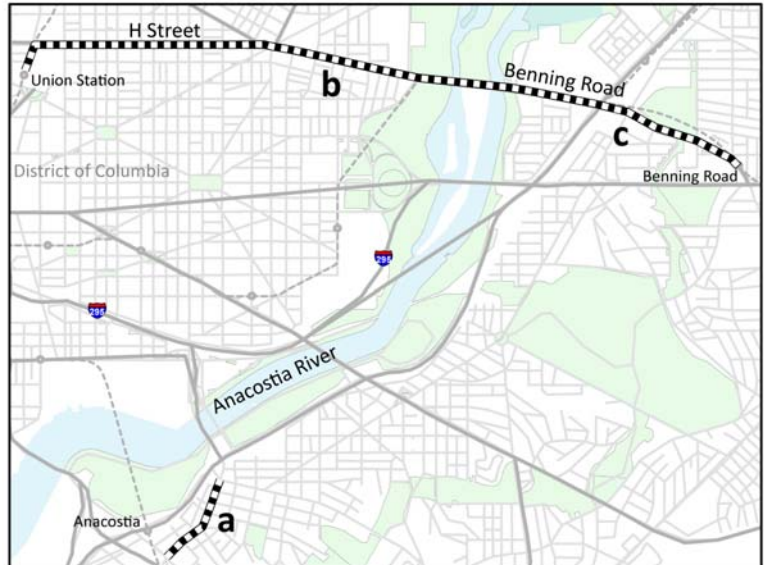 H Street
Union Station
b
Benning Road
c
District of Columbia
Benning Road
295
295
Anacostia River
Anacostia
a